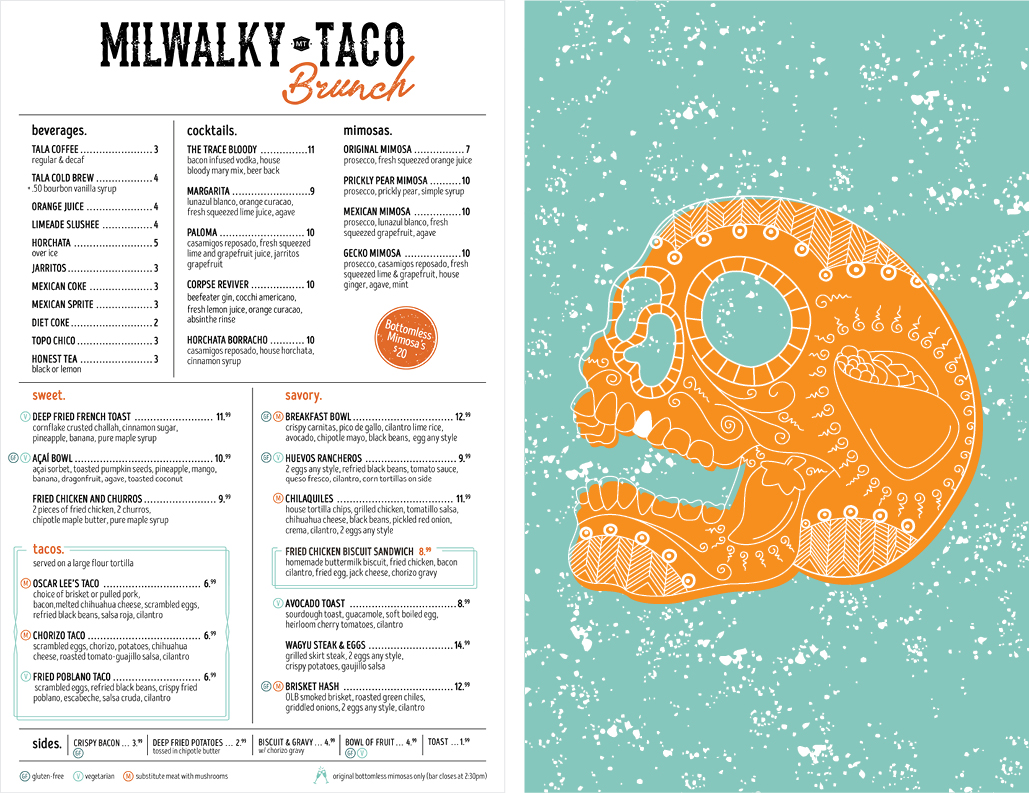 MILWALKY MT TACO
Brunch
beverages.
TALA COFFEE ........................ 3
regular & decaf
TALA COLD BREW .................... 4
+ .50 bourbon vanilla syrup
ORANGE JUICE ..................... 4
LIMEADE SLUSHEE .................. 4
HORCHATA ......................... 5
over ice
JARRITOS ......................... 3
MEXICAN COKE ..................... 3
MEXICAN SPRITE ................... 3
DIET COKE ........................ 2
TOPO CHICO ....................... 3
HONEST TEA ....................... 3
black or lemon
cocktails.
THE TRACE BLOODY ............. 11
bacon infused vodka, house
bloody mary mix, beer back
MARGARITA ..................... 9
lunazul blanco, orange curacao,
fresh squeezed lime juice, agave
PALOMA ....................... 10
casamigos reposado, fresh squeezed
lime and grapefruit juice, jarritos
grapefruit
CORPSE REVIVER ............... 10
beefeater gin, cocchi americano,
fresh lemon juice, orange curacao,
absinthe rinse
HORCHATA BORRACHO .......... 10
casamigos reposado, house horchata,
cinnamon syrup
mimosas.
ORIGINAL MIMOSA ............... 7
prosecco, fresh squeezed orange juice
PRICKLY PEAR MIMOSA .......... 10
prosecco, prickly pear, simple syrup
MEXICAN MIMOSA .............. 10
prosecco, lunazul blanco, fresh
squeezed grapefruit, agave
GECKO MIMOSA ................ 10
prosecco, casamigos reposado, fresh
squeezed lime & grapefruit, house
ginger, agave, mint
Bottomless
Mimosa's
$20
sweet.
V DEEP FRIED FRENCH TOAST .................... 11.99
cornflake crusted challah, cinnamon sugar,
pineapple, banana, pure maple syrup
GF V AÇAÍ BOWL .................................. 10.99
açai sorbet, toasted pumpkin seeds, pineapple, mango,
banana, dragonfruit, agave, toasted coconut
FRIED CHICKEN AND CHURROS .................... 9.99
2 pieces of fried chicken, 2 churros,
chipotle maple butter, pure maple syrup
tacos.
served on a large flour tortilla
M OSCAR LEE'S TACO ......................... 6.99
choice of brisket or pulled pork,
bacon,melted chihuahua cheese, scrambled eggs,
refried black beans, salsa roja, cilantro
M CHORIZO TACO ............................ 6.99
scrambled eggs, chorizo, potatoes, chihuahua
cheese, roasted tomato-guajillo salsa, cilantro
V FRIED POBLANO TACO ...................... 6.99
scrambled eggs, refried black beans, crispy fried
poblano, escabeche, salsa cruda, cilantro
savory.
GF M BREAKFAST BOWL ......................... 12.99
crispy carnitas, pico de gallo, cilantro lime rice,
avocado, chipotle mayo, black beans, egg any style
GF V HUEVOS RANCHEROS ........................ 9.99
2 eggs any style, refried black beans, tomato sauce,
queso fresco, cilantro, corn tortillas on side
M CHILAQUILES ............................. 11.99
house tortilla chips, grilled chicken, tomatillo salsa,
chihuahua cheese, black beans, pickled red onion,
crema, cilantro, 2 eggs any style
FRIED CHICKEN BISCUIT SANDWICH 8.99
homemade buttermilk biscuit, fried chicken, bacon
cilantro, fried egg, jack cheese, chorizo gravy
V AVOCADO TOAST ............................ 8.99
sourdough toast, guacamole, soft boiled egg,
heirloom cherry tomatoes, cilantro
WAGYU STEAK & EGGS ....................... 14.99
grilled skirt steak, 2 eggs any style,
crispy potatoes, gaujillo salsa
GF M BRISKET HASH ............................ 12.99
OLB smoked brisket, roasted green chiles,
griddled onions, 2 eggs any style, cilantro
sides.
CRISPY BACON ... 3.99
GF
DEEP FRIED POTATOES ... 2.99
tossed in chipotle butter
BISCUIT & GRAVY ... 4.99
w/ chorizo gravy
BOWL OF FRUIT ... 4.99
GF V
TOAST ... 1.99
GF gluten-free V vegetarian M substitute meat with mushrooms
original bottomless mimosas only (bar closes at 2:30pm)